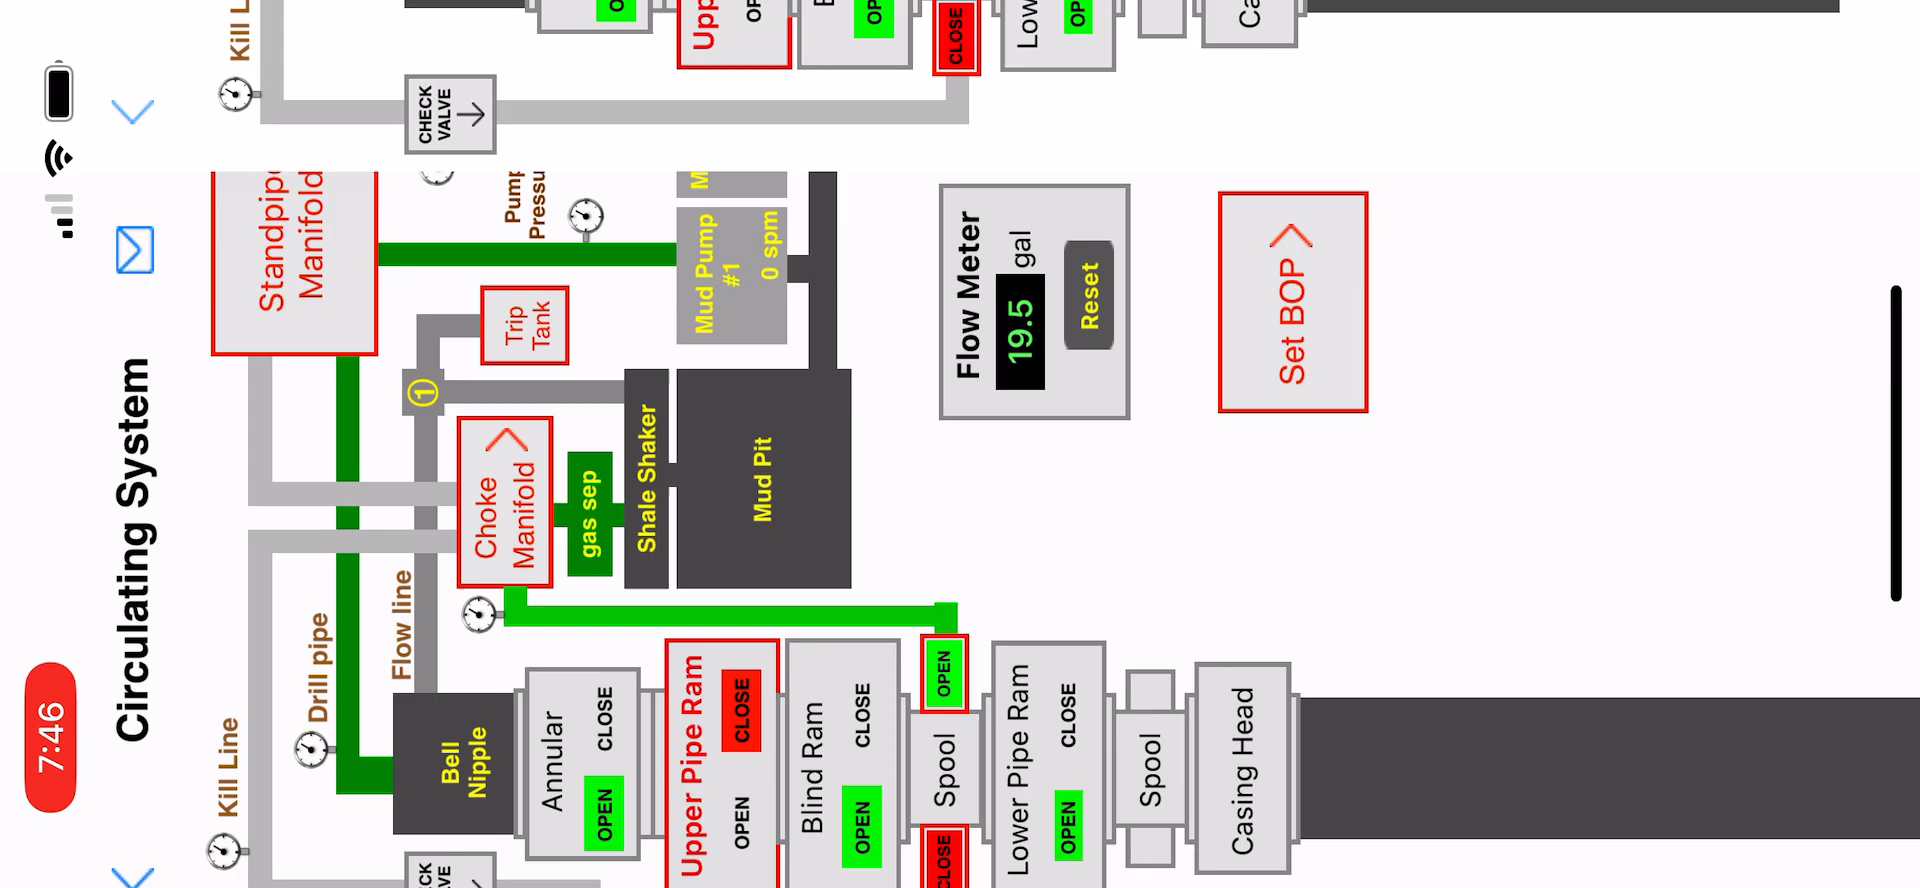 7:46
Circulating System
Kill Line
Drill pipe
Flow line
Standpipe
Manifold
Pump
Trip
Tank
①
Mud Pump
#1
0 spm
Choke
Manifold
gas sep
Shale Shaker
Mud Pit
Bell
Nipple
Annular
OPEN
CLOSE
Upper Pipe Ram
OPEN
CLOSE
Blind Ram
OPEN
CLOSE
CLOSE
Spool
OPEN
Lower Pipe Ram
OPEN
CLOSE
Spool
Casing Head
Flow Meter
19.5 gal
Reset
Set BOP
Kill L
CHECK
VALVE
CLOSE